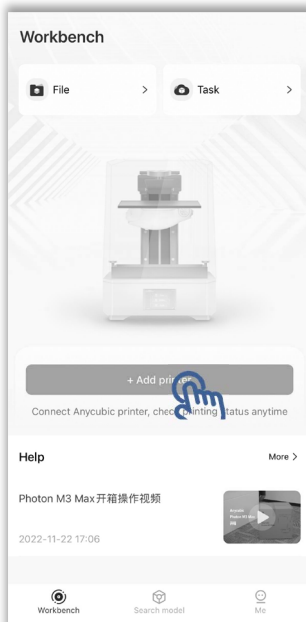 Workbench
File
Task
+ Add printer
Connect Anycubic printer, check printing status anytime
Help
More >
Photon M3 Max开箱操作视频
2022-11-22 17:06
Workbench
Search model
Me